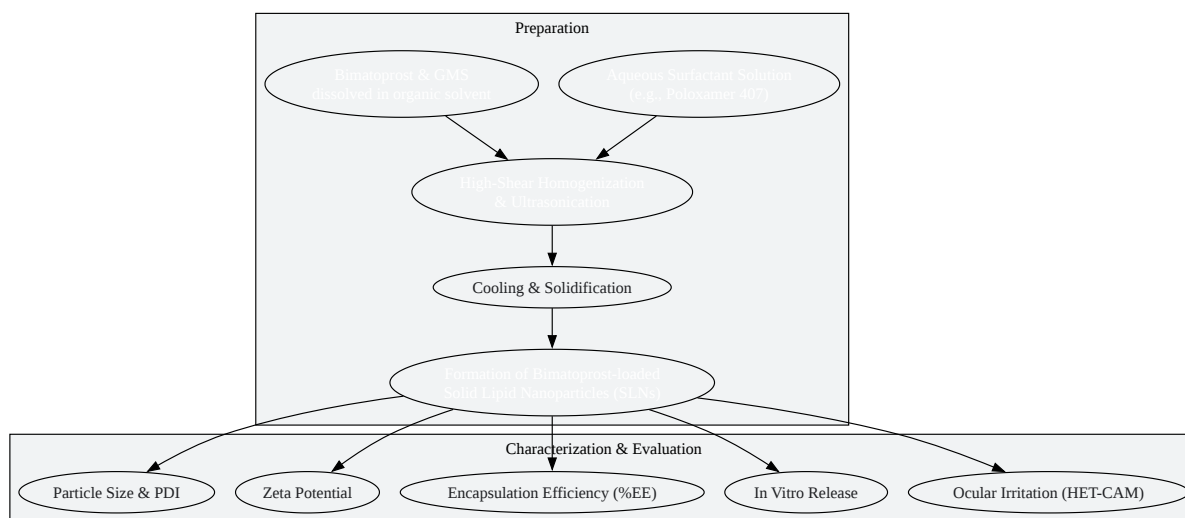 Preparation
Bimatoprost & GMS
dissolved in organic solvent
Aqueous Surfactant Solution
(e.g., Poloxamer 407)
High-Shear Homogenization
& Ultrasonication
Cooling & Solidification
Formation of Bimatoprost-loaded
Solid Lipid Nanoparticles (SLNs)
Characterization & Evaluation
Particle Size & PDI
Zeta Potential
Encapsulation Efficiency (%EE)
In Vitro Release
Ocular Irritation (HET-CAM)